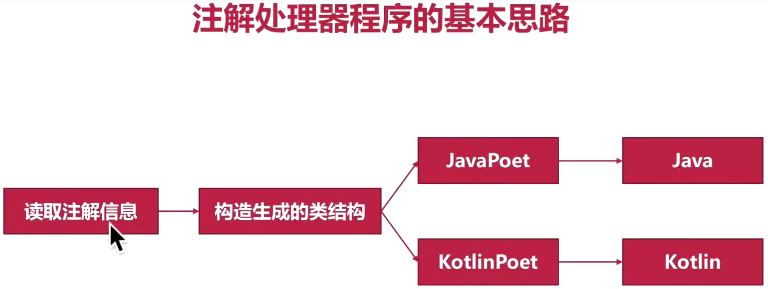 注解处理器程序的基本思路
读取注解信息
构造生成的类结构
JavaPoet
Java
KotlinPoet
Kotlin